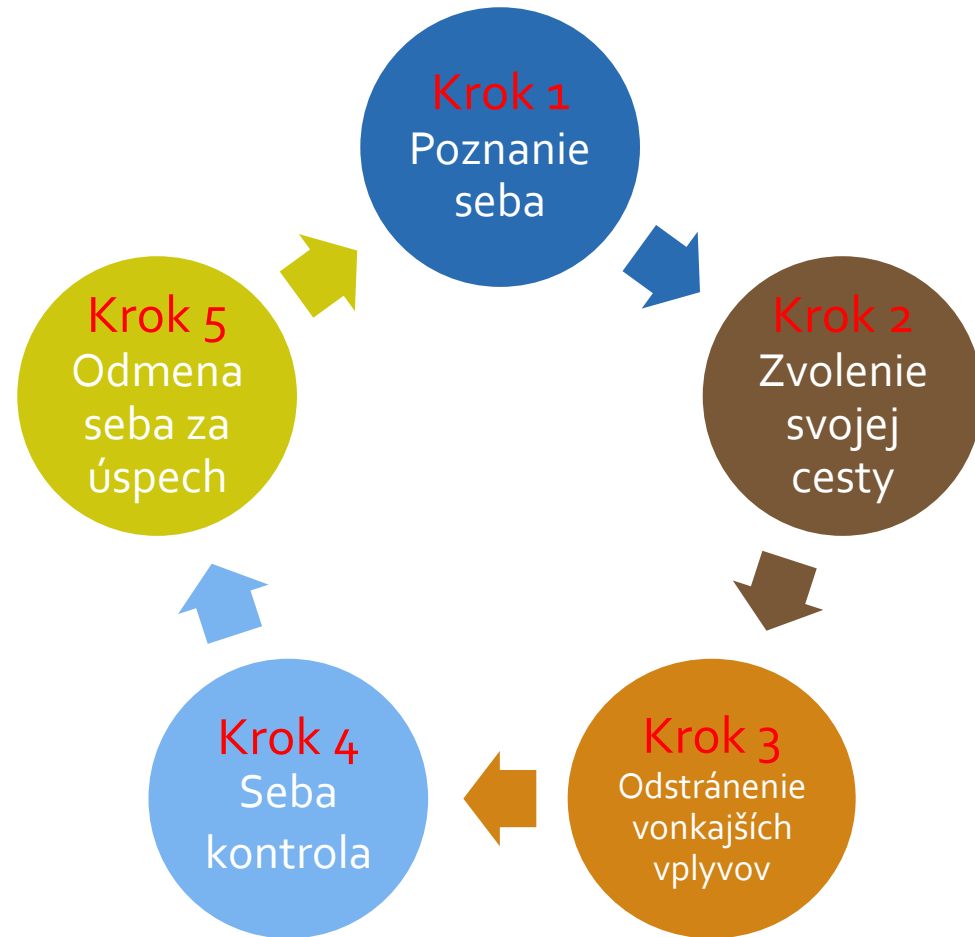 Krok 1
Poznanie
seba
Krok 2
Zvolenie
svojej
cesty
Krok 3
Odstránenie
vonkajších
vplyvov
Krok 4
Seba
kontrola
Krok 5
Odmena
seba za
úspech